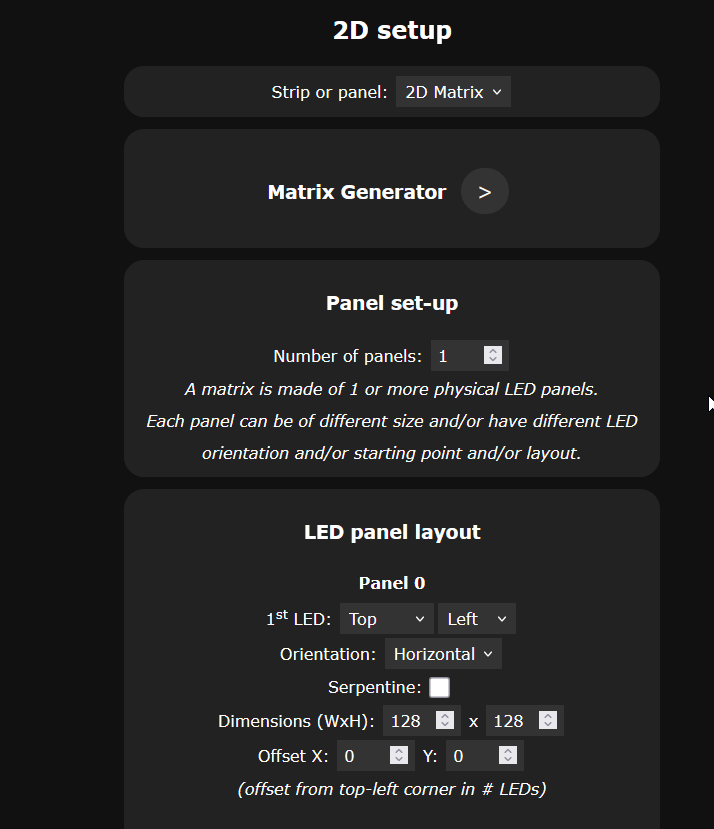 2D setup
Strip or panel: 2D Matrix
Matrix Generator >
Panel set-up
Number of panels: 1
A matrix is made of 1 or more physical LED panels.
Each panel can be of different size and/or have different LED
orientation and/or starting point and/or layout.
LED panel layout
Panel 0
1st LED: Top Left
Orientation: Horizontal
Serpentine:
Dimensions (WxH): 128 x 128
Offset X: 0 Y: 0
(offset from top-left corner in # LEDs)